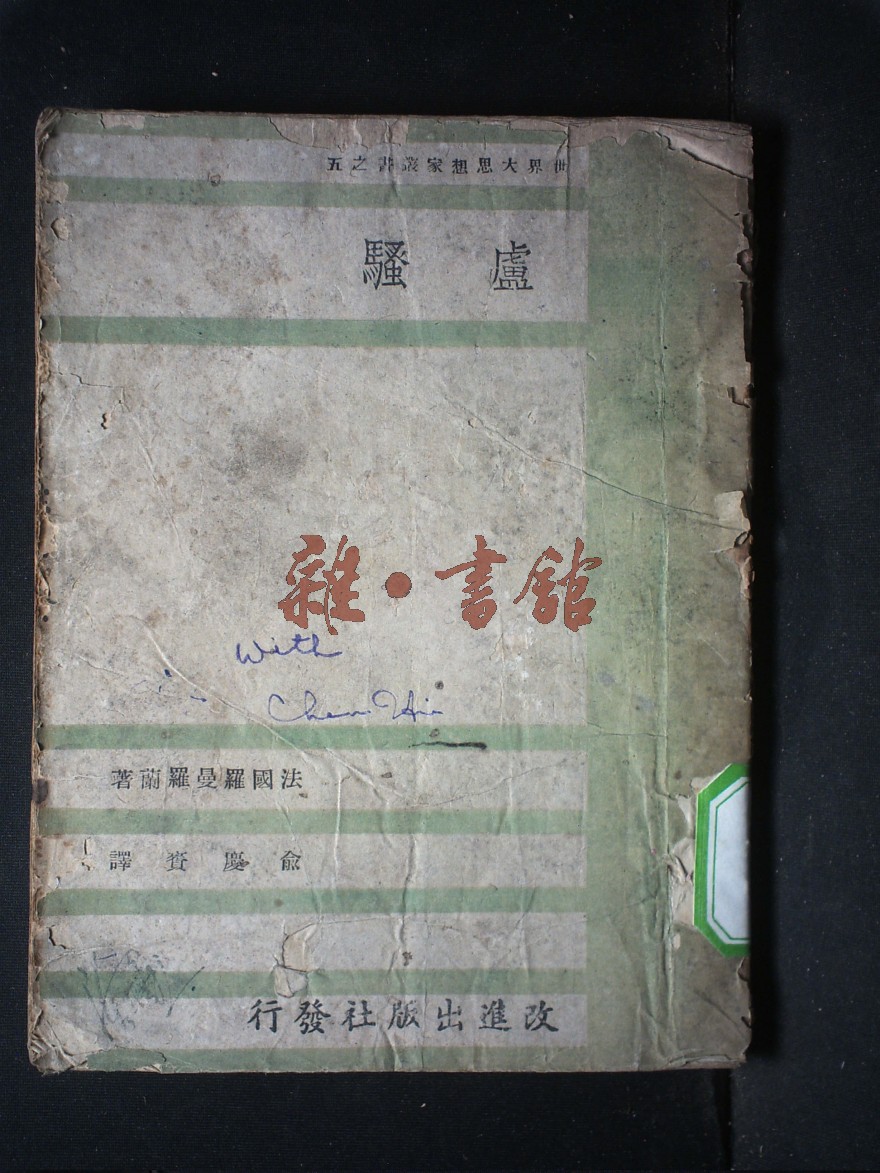 世界大思想家叢書之五
盧騷
雜·書館
With
法國羅曼羅蘭著
俞慶賚譯
改進出版社發行